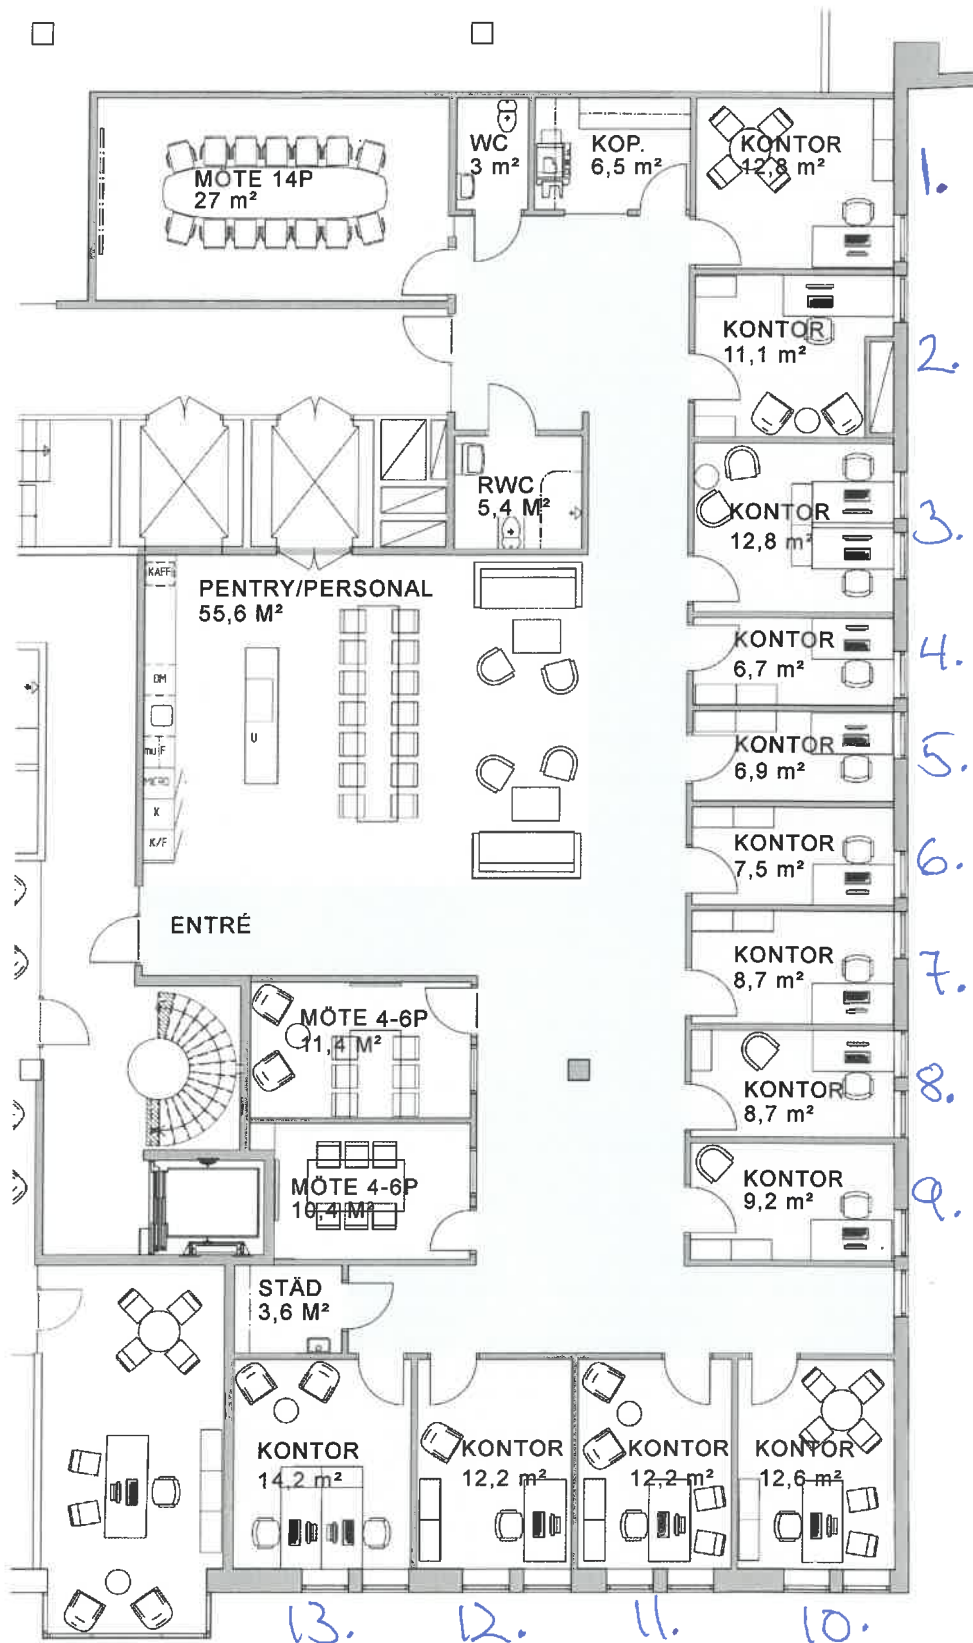 WC
3 m²
KOP.
6,5 m²
KONTOR
12,8 m²
1.
MÖTE 14P
27 m²
KONTOR
11,1 m²
2.
RWC
5,4 M²
KONTOR
12,8 m²
3.
KAFF
PENTRY/PERSONAL
55,6 M²
KONTOR
6,7 m²
4.
DM
U
KONTOR
6,9 m²
5.
K
K/F
KONTOR
7,5 m²
6.
ENTRÉ
KONTOR
8,7 m²
7.
MÖTE 4-6P
11,4 M²
KONTOR
8,7 m²
8.
MÖTE 4-6P
10,4 M²
KONTOR
9,2 m²
9.
STÄD
3,6 M²
KONTOR
14,2 m²
KONTOR
12,2 m²
KONTOR
12,2 m²
KONTOR
12,6 m²
13.
12.
11.
10.